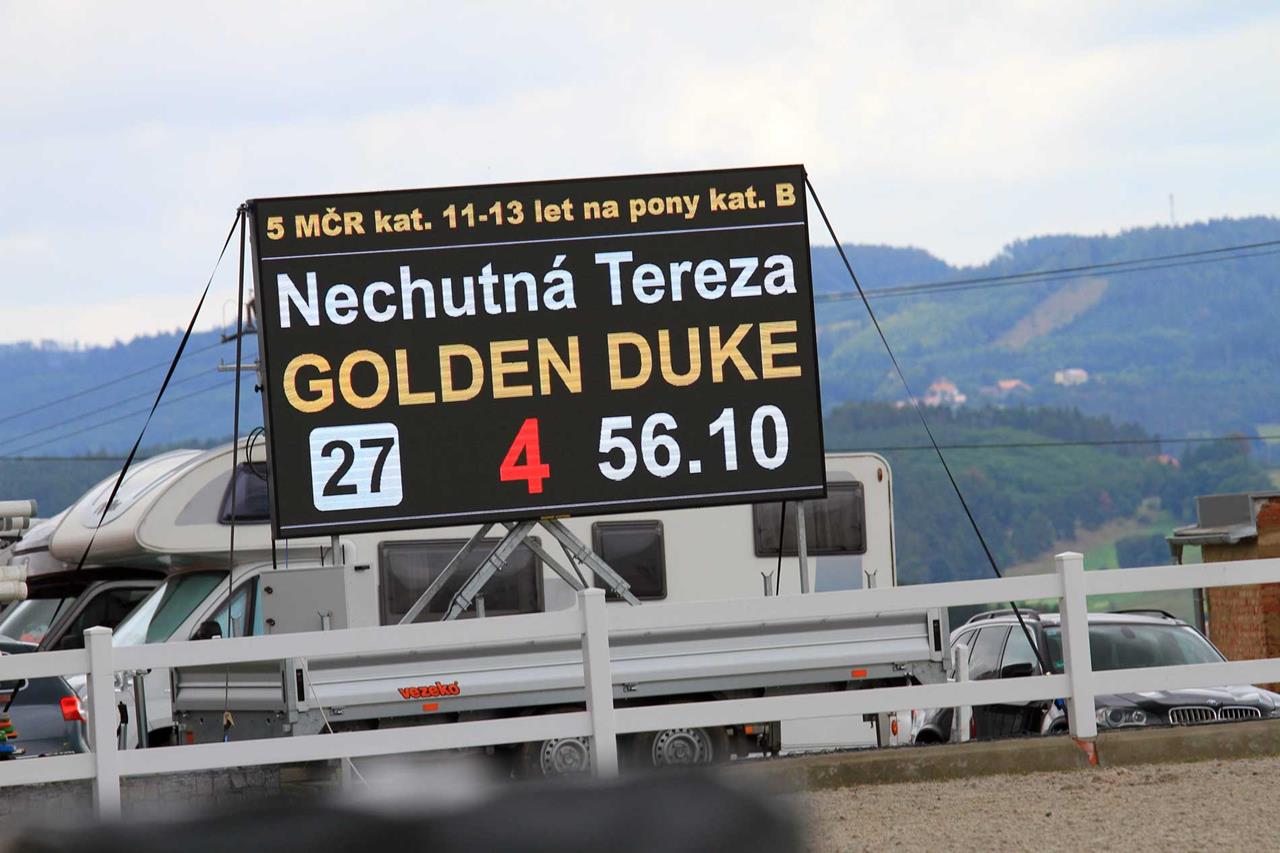 5 MČR kat. 11-13 let na pony kat. B
Nechutná Tereza
GOLDEN DUKE
27 4 56.10
vezeko